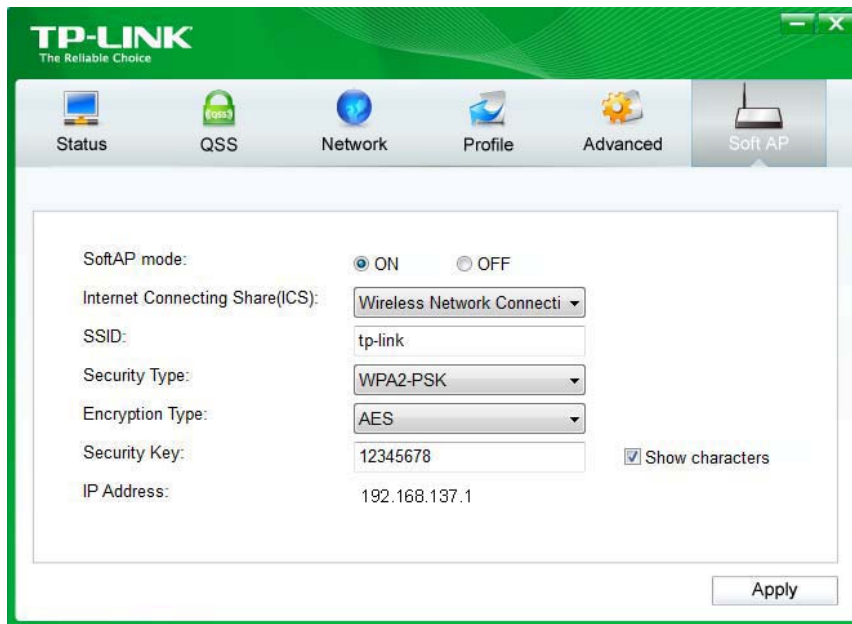 TP-LINK
The Reliable Choice
Status QSS Network Profile Advanced Soft AP
SoftAP mode: ON OFF
Internet Connecting Share(ICS): Wireless Network Connecti
SSID: tp-link
Security Type: WPA2-PSK
Encryption Type: AES
Security Key: 12345678 Show characters
IP Address: 192.168.137.1
Apply